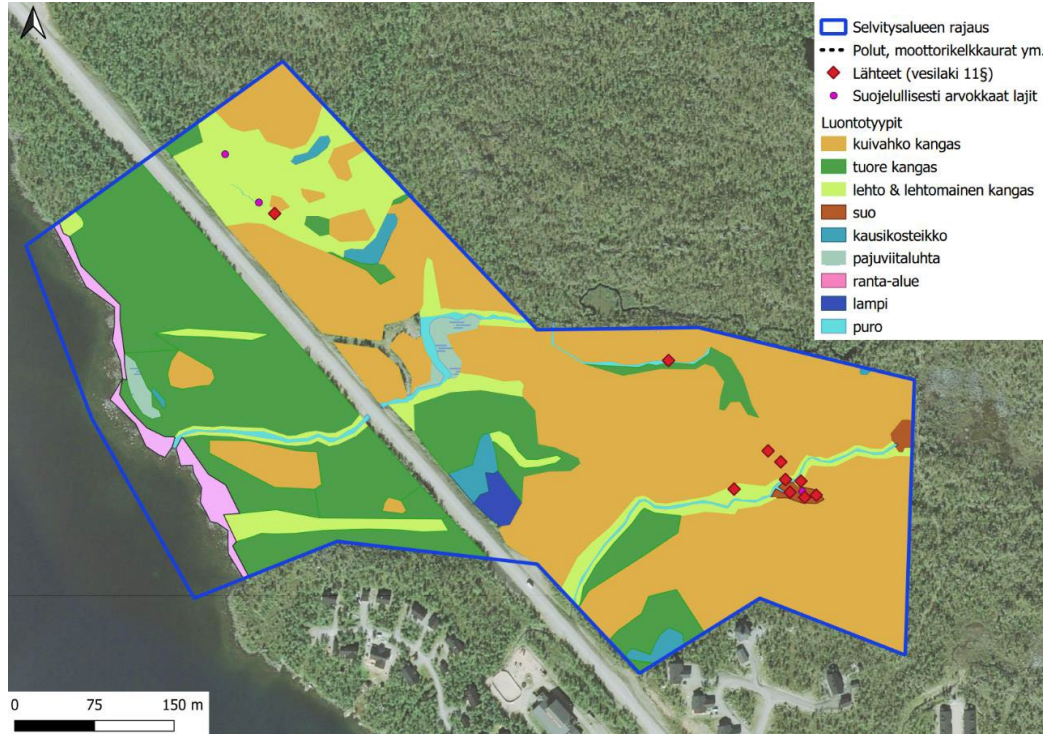 Selvitysalueen rajaus
Polut, moottorikelkkaurat ym.
Lähteet (vesilaki 11§)
Suojelullisesti arvokkaat lajit
Luontotyypit
kuivahko kangas
tuore kangas
lehto & lehtomainen kangas
suo
kausikosteikko
pajuviitaluhta
ranta-alue
lampi
puro
0 75 150 m